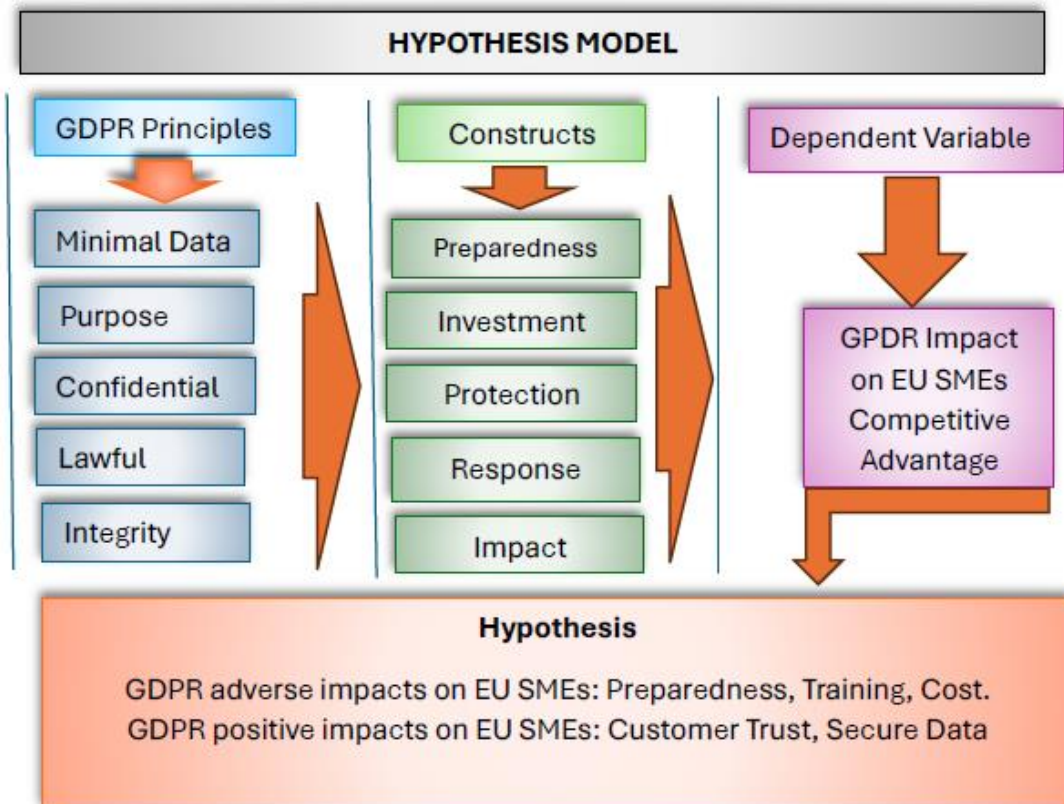 HYPOTHESIS MODEL
GDPR Principles
Minimal Data
Purpose
Confidential
Lawful
Integrity
Constructs
Preparedness
Investment
Protection
Response
Impact
Dependent Variable
GPDR Impact
on EU SMEs
Competitive
Advantage
Hypothesis
GDPR adverse impacts on EU SMEs: Preparedness, Training, Cost.
GDPR positive impacts on EU SMEs: Customer Trust, Secure Data